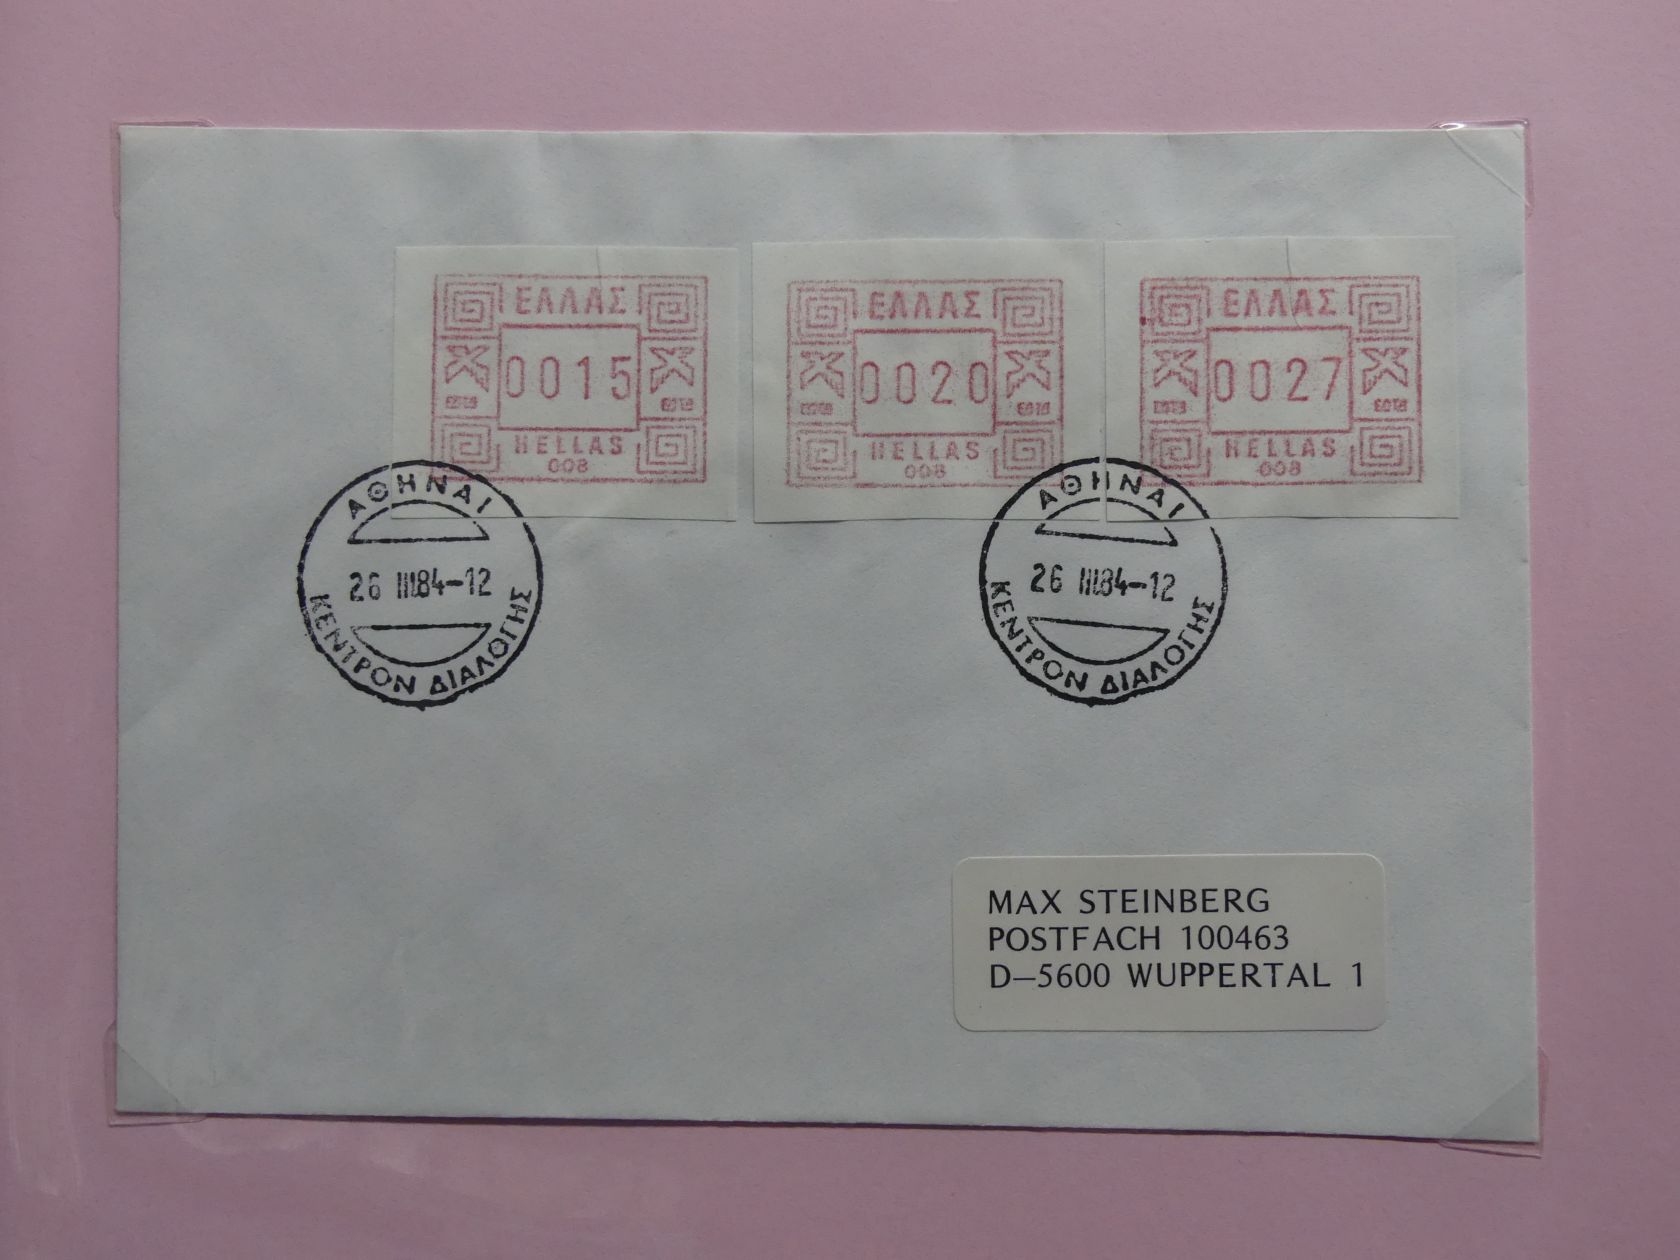 ΕΛΛΑΣ
0015
HELLAS
008
ΕΛΛΑΣ
0020
HELLAS
008
ΕΛΛΑΣ
0027
HELLAS
008
ΑΘΗΝΑΙ
26 III.84-12
ΚΕΝΤΡΟΝ ΔΙΑΛΟΓΗΣ
ΑΘΗΝΑΙ
26 III.84-12
ΚΕΝΤΡΟΝ ΔΙΑΛΟΓΗΣ
MAX STEINBERG
POSTFACH 100463
D–5600 WUPPERTAL 1